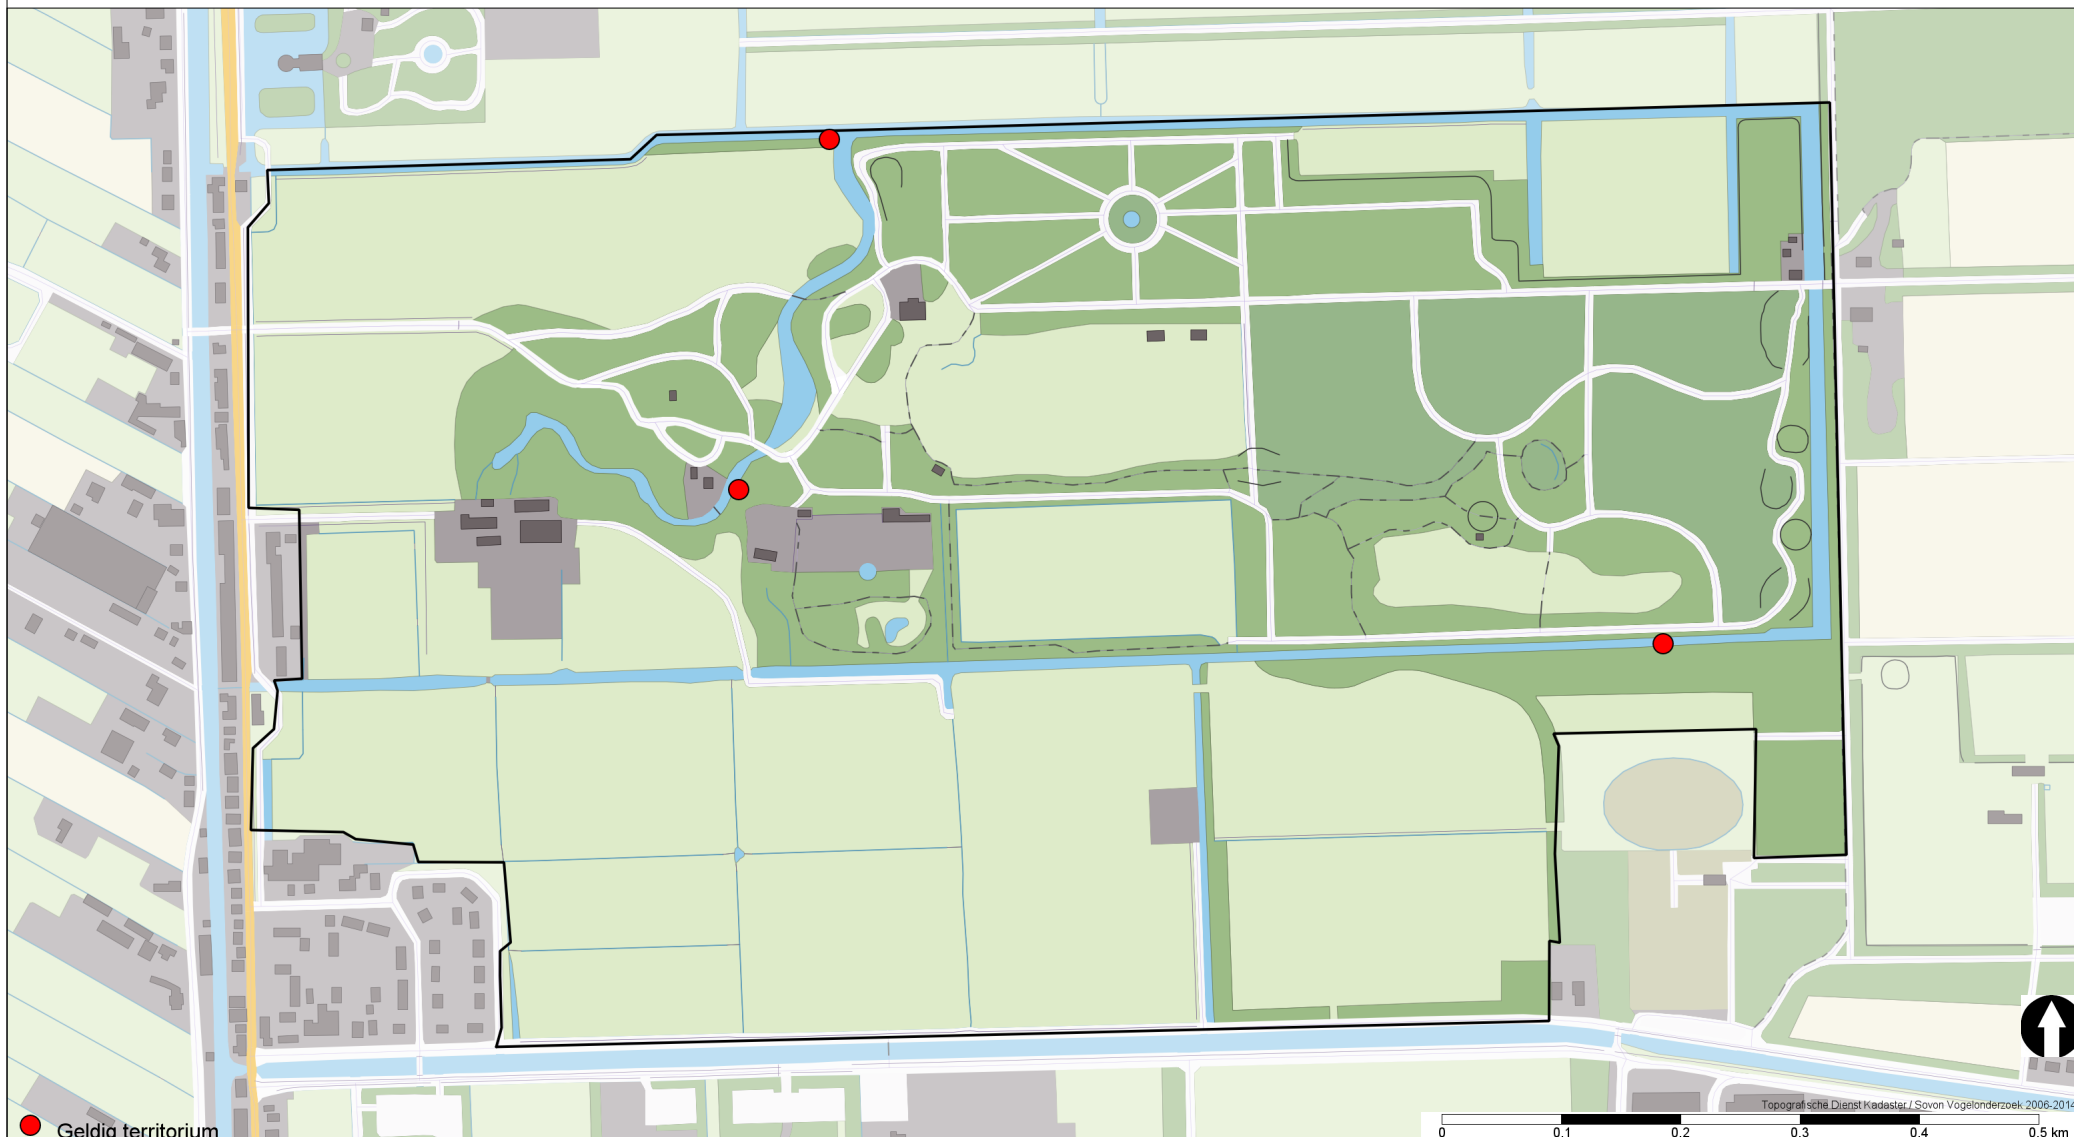 Topografische Dienst Kadaster / Sovon Vogelonderzoek 2006-2014
Geldig territorium
0 0.1 0.2 0.3 0.4 0.5 km